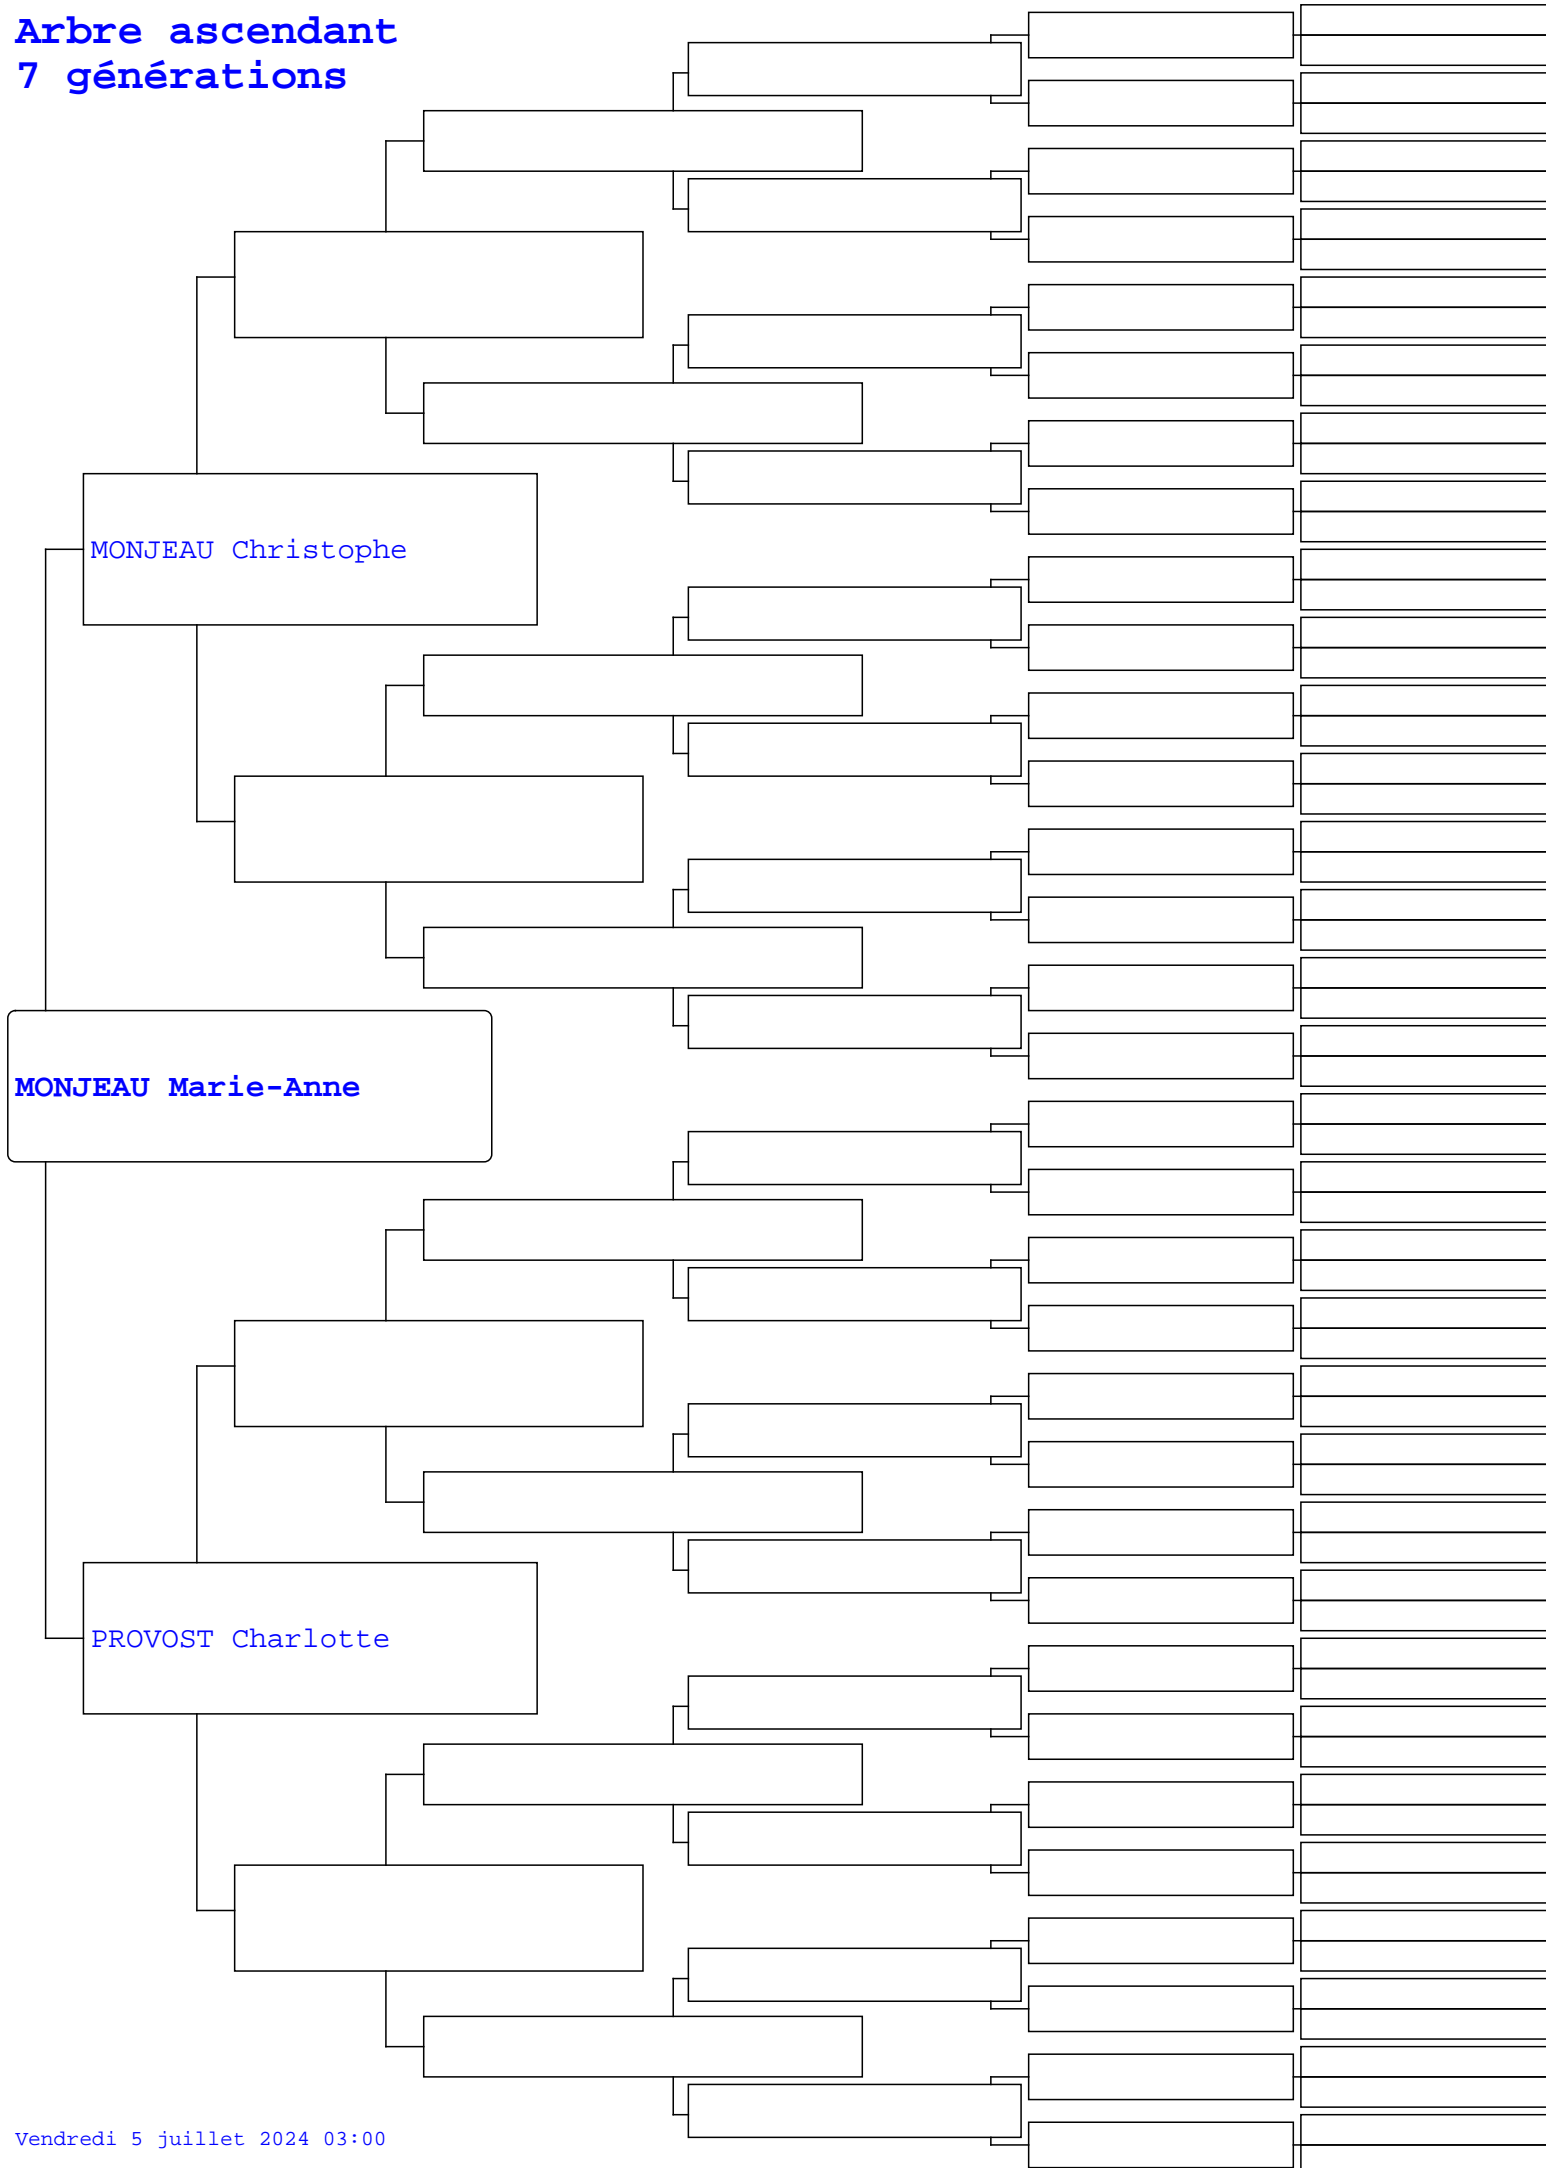 Arbre ascendant
7 générations
MONJEAU Christophe
MONJEAU Marie-Anne
PROVOST Charlotte
Vendredi 5 juillet 2024 03:00